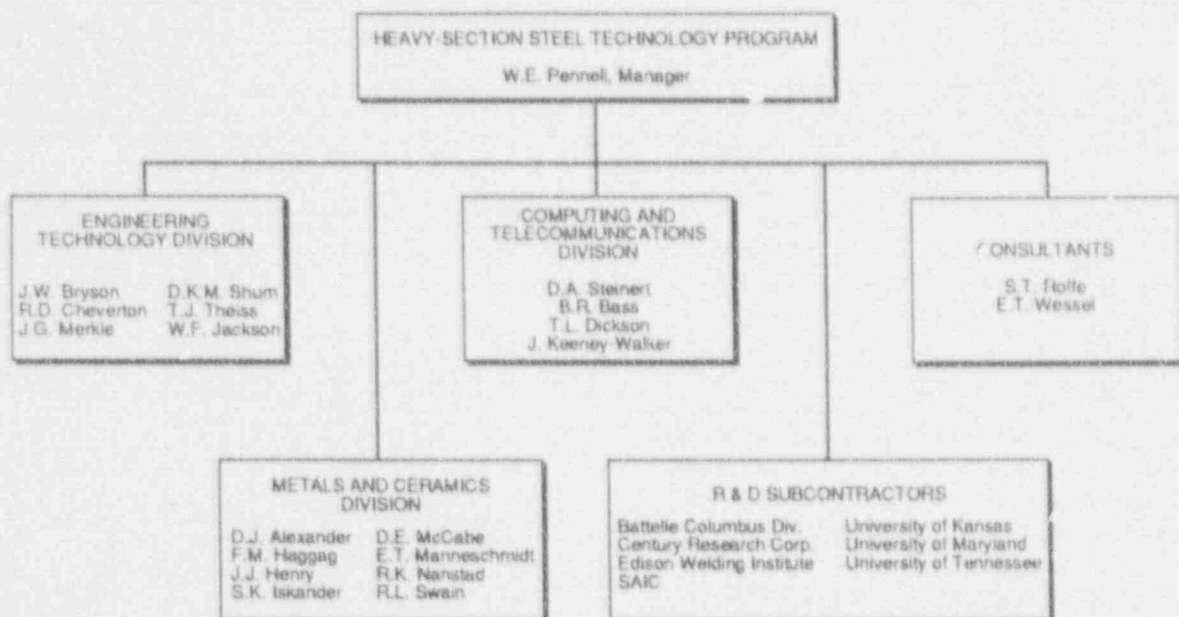 HEAVY-SECTION STEEL TECHNOLOGY PROGRAM
W.E. Pennell, Manager
ENGINEERING
TECHNOLOGY DIVISION
J.W. Bryson D.K.M. Shum
R.D. Cheverton T.J. Theiss
J.G. Merkle W.F. Jackson
COMPUTING AND
TELECOMMUNICATIONS
DIVISION
D.A. Steinert
B.R. Bass
T.L. Dickson
J. Keeney-Walker
CONSULTANTS
S.T. Rolfe
E.T. Wessel
METALS AND CERAMICS
DIVISION
D.J. Alexander D.E. McCabe
F.M. Haggag E.T. Manneschmidt
J.J. Henry R.K. Nanstad
S.K. Iskander R.L. Swain
R & D SUBCONTRACTORS
Battelle Columbus Div. University of Kansas
Century Research Corp. University of Maryland
Edison Welding Institute University of Tennessee
SAIC